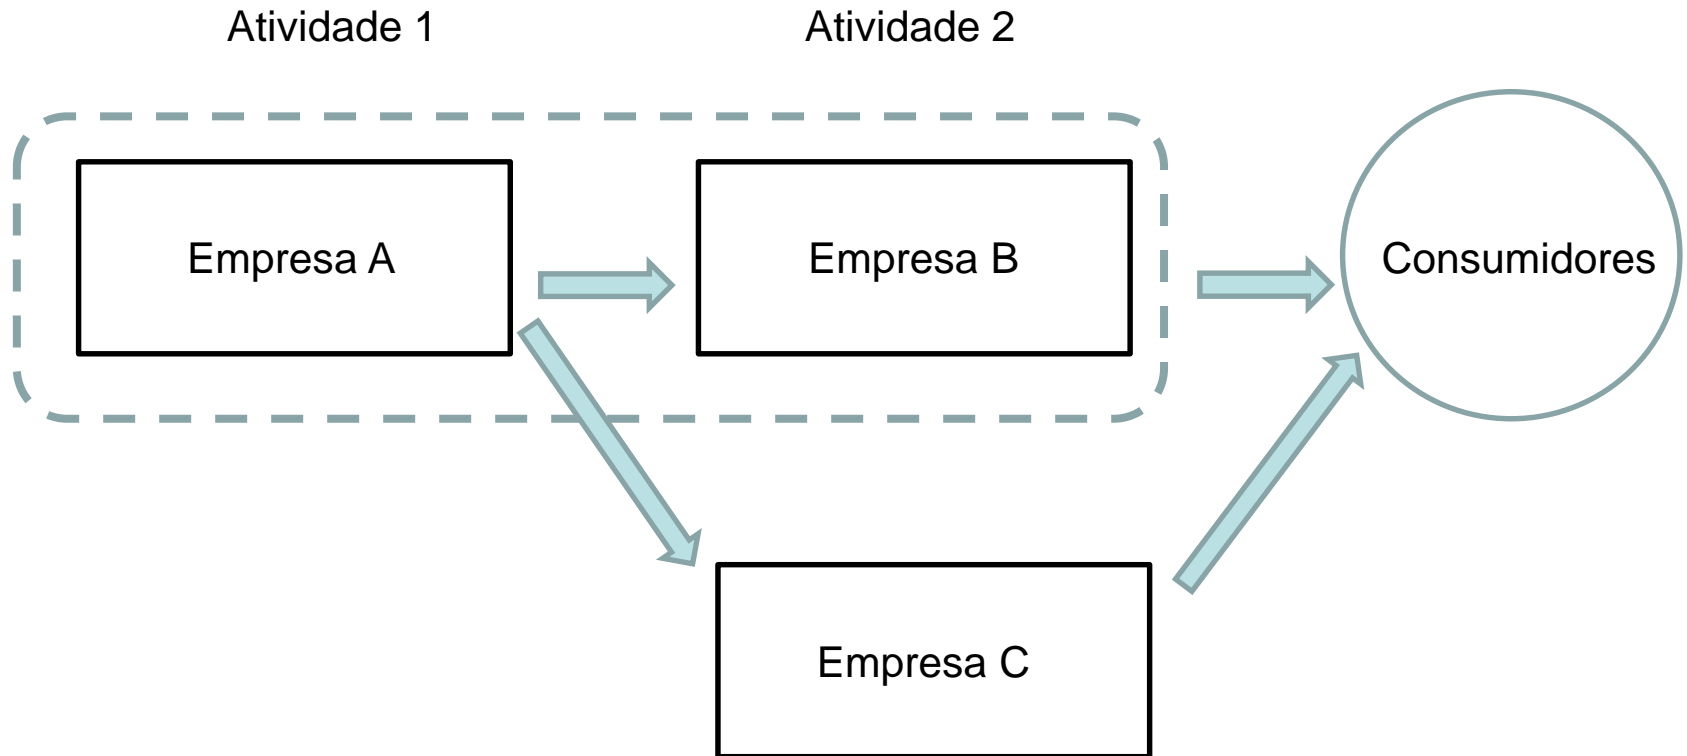 Atividade 1
Atividade 2
Empresa A
Empresa B
Consumidores
Empresa C